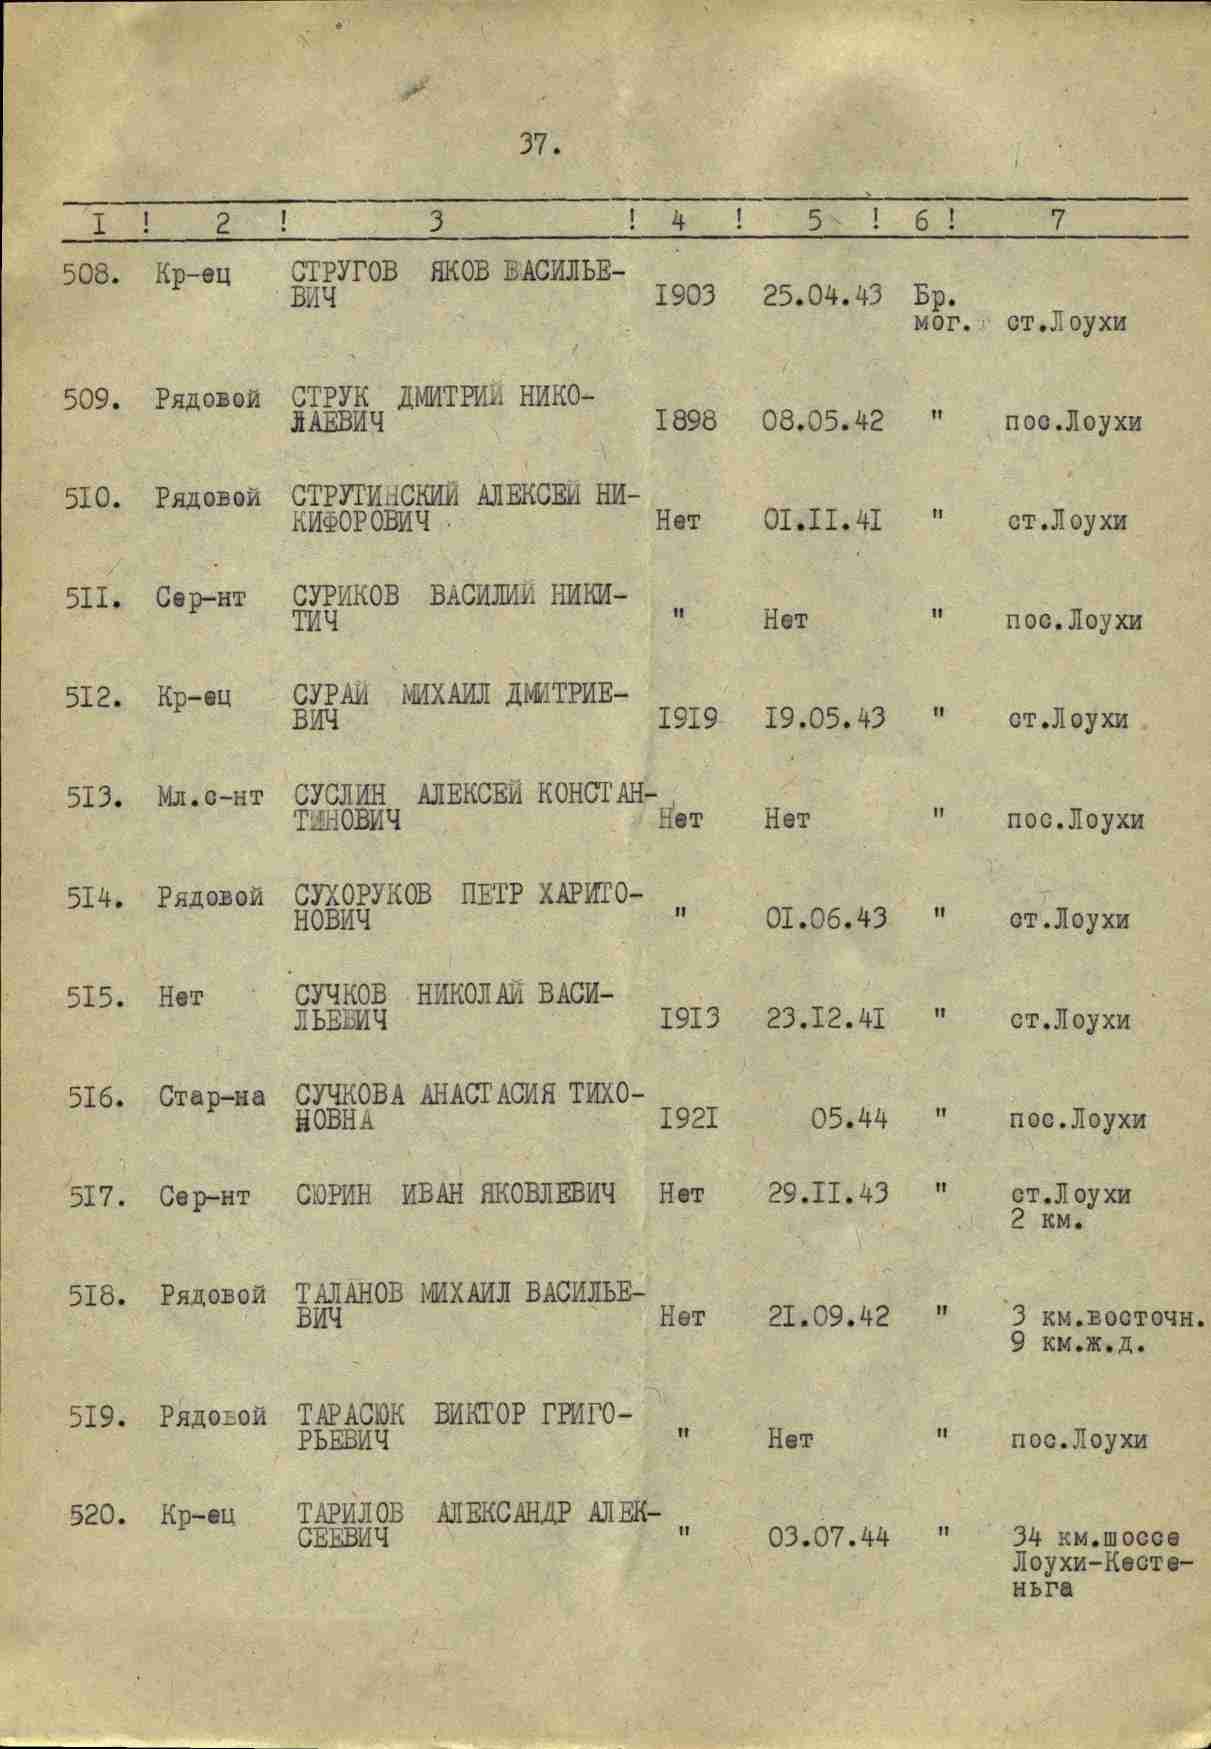 37.
I ! 2 ! 3 ! 4 ! 5 ! 6 ! 7
508. Кр-ец СТРУГОВ ЯКОВ ВАСИЛЬЕ-
ВИЧ 1903 25.04.43 Бр.
мог. ст.Лоухи
509. Рядовой СТРУК ДМИТРИЙ НИКО-
ЛАЕВИЧ 1898 08.05.42 " пос.Лоухи
510. Рядовой СТРУТИНСКИЙ АЛЕКСЕЙ НИ-
КИФОРОВИЧ Нет 01.II.41 " ст.Лоухи
5II. Сер-нт СУРИКОВ ВАСИЛИЙ НИКИ-
ТИЧ " Нет " пос.Лоухи
512. Кр-ец СУРАЙ МИХАИЛ ДМИТРИЕ-
ВИЧ 1919 19.05.43 " ст.Лоухи
513. Мл.с-нт СУСЛИН АЛЕКСЕЙ КОНСТАН-
ТИНОВИЧ Нет Нет " пос.Лоухи
514. Рядовой СУХОРУКОВ ПЕТР ХАРИТО-
НОВИЧ " 01.06.43 " ст.Лоухи
515. Нет СУЧКОВ НИКОЛАЙ ВАСИ-
ЛЬЕВИЧ 1913 23.12.41 " ст.Лоухи
516. Стар-на СУЧКОВА АНАСТАСИЯ ТИХО-
НОВНА 1921 05.44 " пос.Лоухи
517. Сер-нт СЮРИН ИВАН ЯКОВЛЕВИЧ Нет 29.II.43 " ст.Лоухи
2 км.
518. Рядовой ТАЛАНОВ МИХАИЛ ВАСИЛЬЕ-
ВИЧ Нет 21.09.42 " 3 км.восточн.
9 км.ж.д.
519. Рядовой ТАРАСЮК ВИКТОР ГРИГО-
РЬЕВИЧ " Нет " пос.Лоухи
520. Кр-ец ТАРИЛОВ АЛЕКСАНДР АЛЕК-
СЕЕВИЧ " 03.07.44 " 34 км.шоссе
Лоухи-Кесте-
ньга